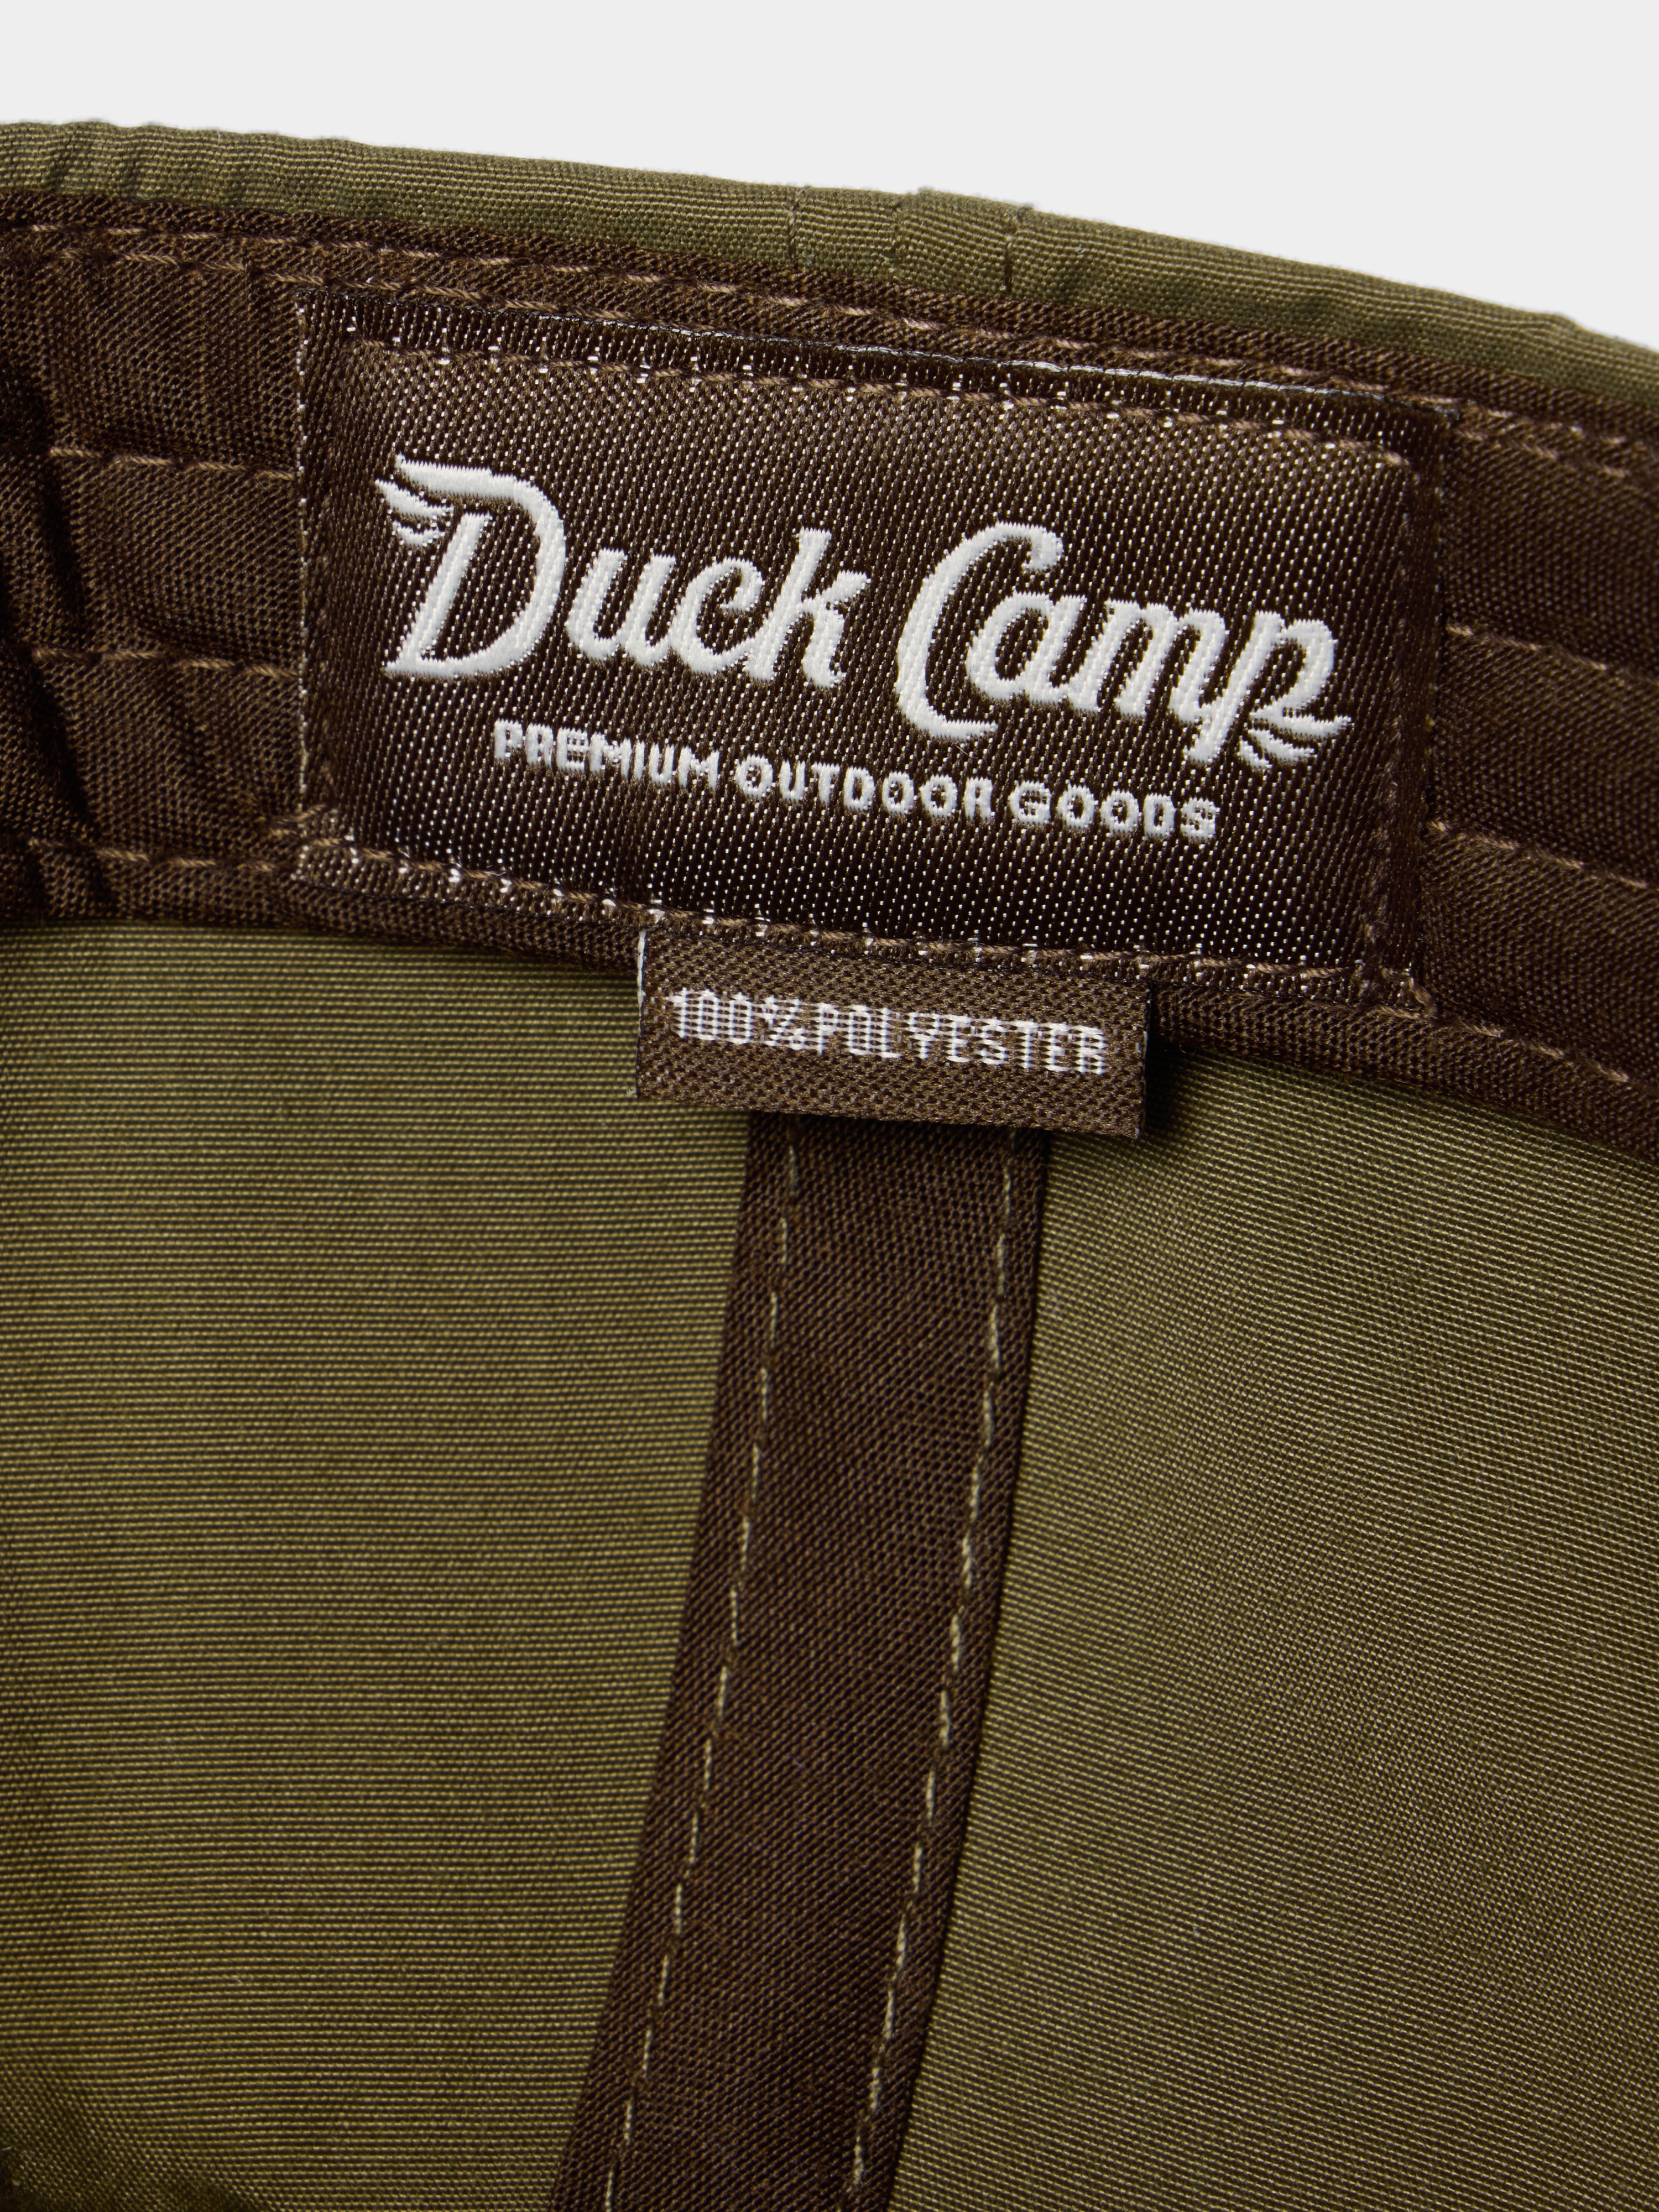 Duck Camp
PREMIUM OUTDOOR GOODS
100%POLYESTER